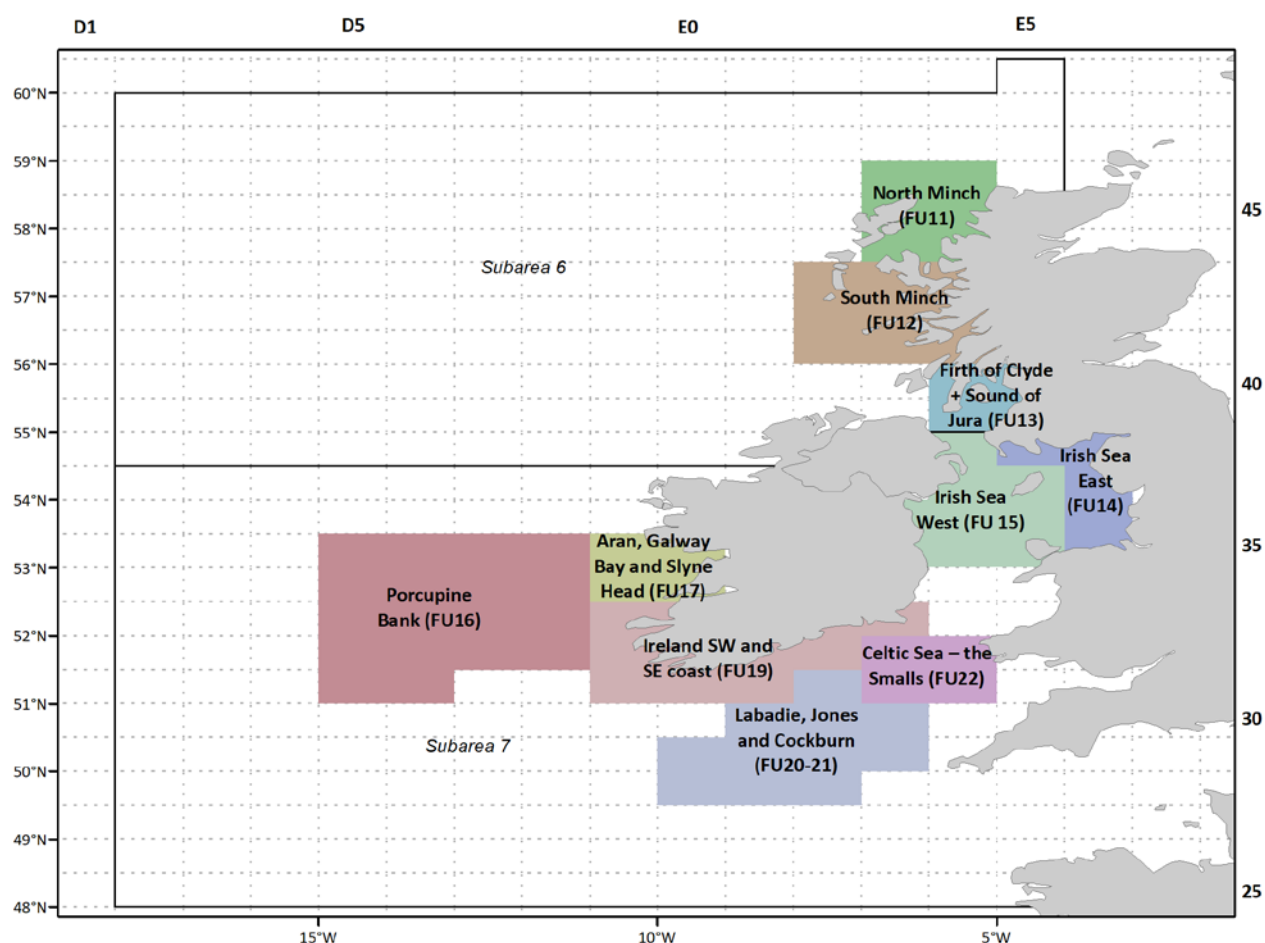 D1
D5
E0
E5
60°N
59°N
North Minch
(FU11)
45
58°N
Subarea 6
57°N
South Minch
(FU12)
56°N
Firth of Clyde
+ Sound of
Jura (FU13)
40
55°N
Irish Sea
East
(FU14)
54°N
Irish Sea
West (FU 15)
35
Aran, Galway
Bay and Slyne
Head (FU17)
53°N
Porcupine
Bank (FU16)
52°N
Ireland SW and
SE coast (FU19)
Celtic Sea – the
Smalls (FU22)
51°N
30
Labadie, Jones
and Cockburn
(FU20-21)
Subarea 7
50°N
49°N
25
48°N
15°W
10°W
5°W